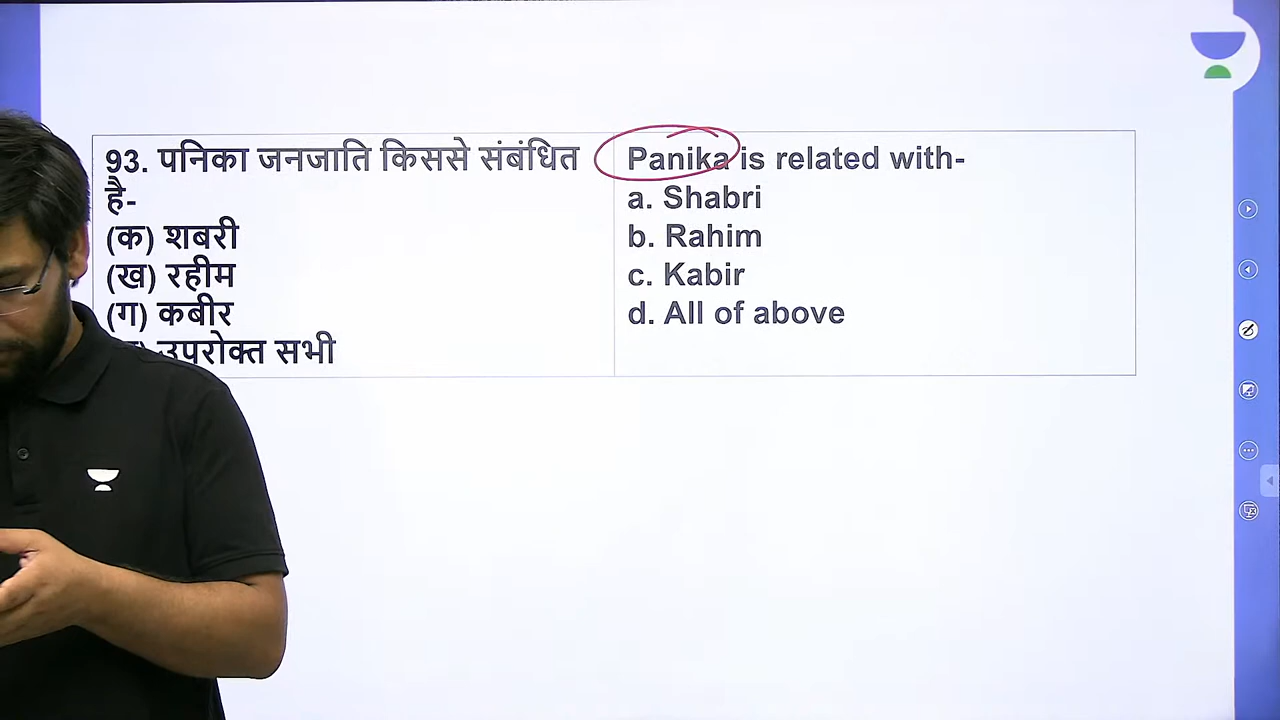 93. पनिका जनजाति किससे संबंधित
है-
(क) शबरी
(ख) रहीम
(ग) कबीर
उपरोक्त सभी
Panika is related with-
a. Shabri
b. Rahim
c. Kabir
d. All of above